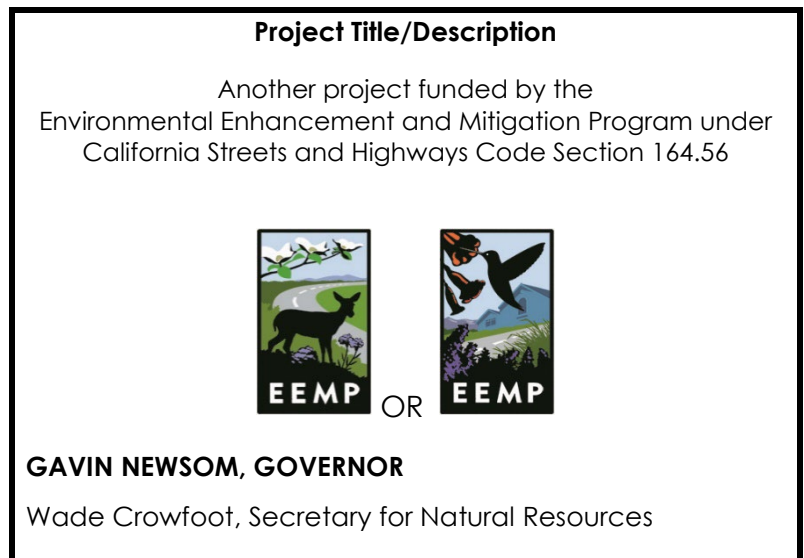 Project Title/Description
Another project funded by the
Environmental Enhancement and Mitigation Program under
California Streets and Highways Code Section 164.56
EEMP OR EEMP
GAVIN NEWSOM, GOVERNOR
Wade Crowfoot, Secretary for Natural Resources